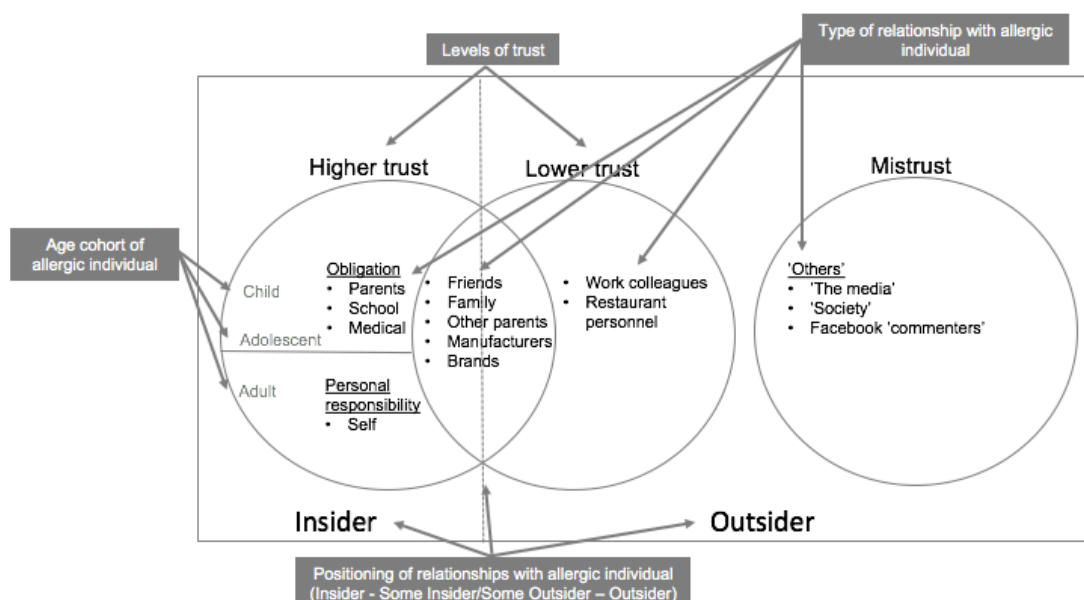 Levels of trust
Type of relationship with allergic
individual
Higher trust
Lower trust
Mistrust
Age cohort of
allergic individual
Child
Adolescent
Adult
Obligation
• Parents
• School
• Medical
Personal
responsibility
• Self
• Friends
• Family
• Other parents
• Manufacturers
• Brands
• Work colleagues
• Restaurant
personnel
'Others'
• 'The media'
• 'Society'
• Facebook 'commenters'
Insider
Outsider
Positioning of relationships with allergic individual
(Insider - Some Insider/Some Outsider – Outsider)